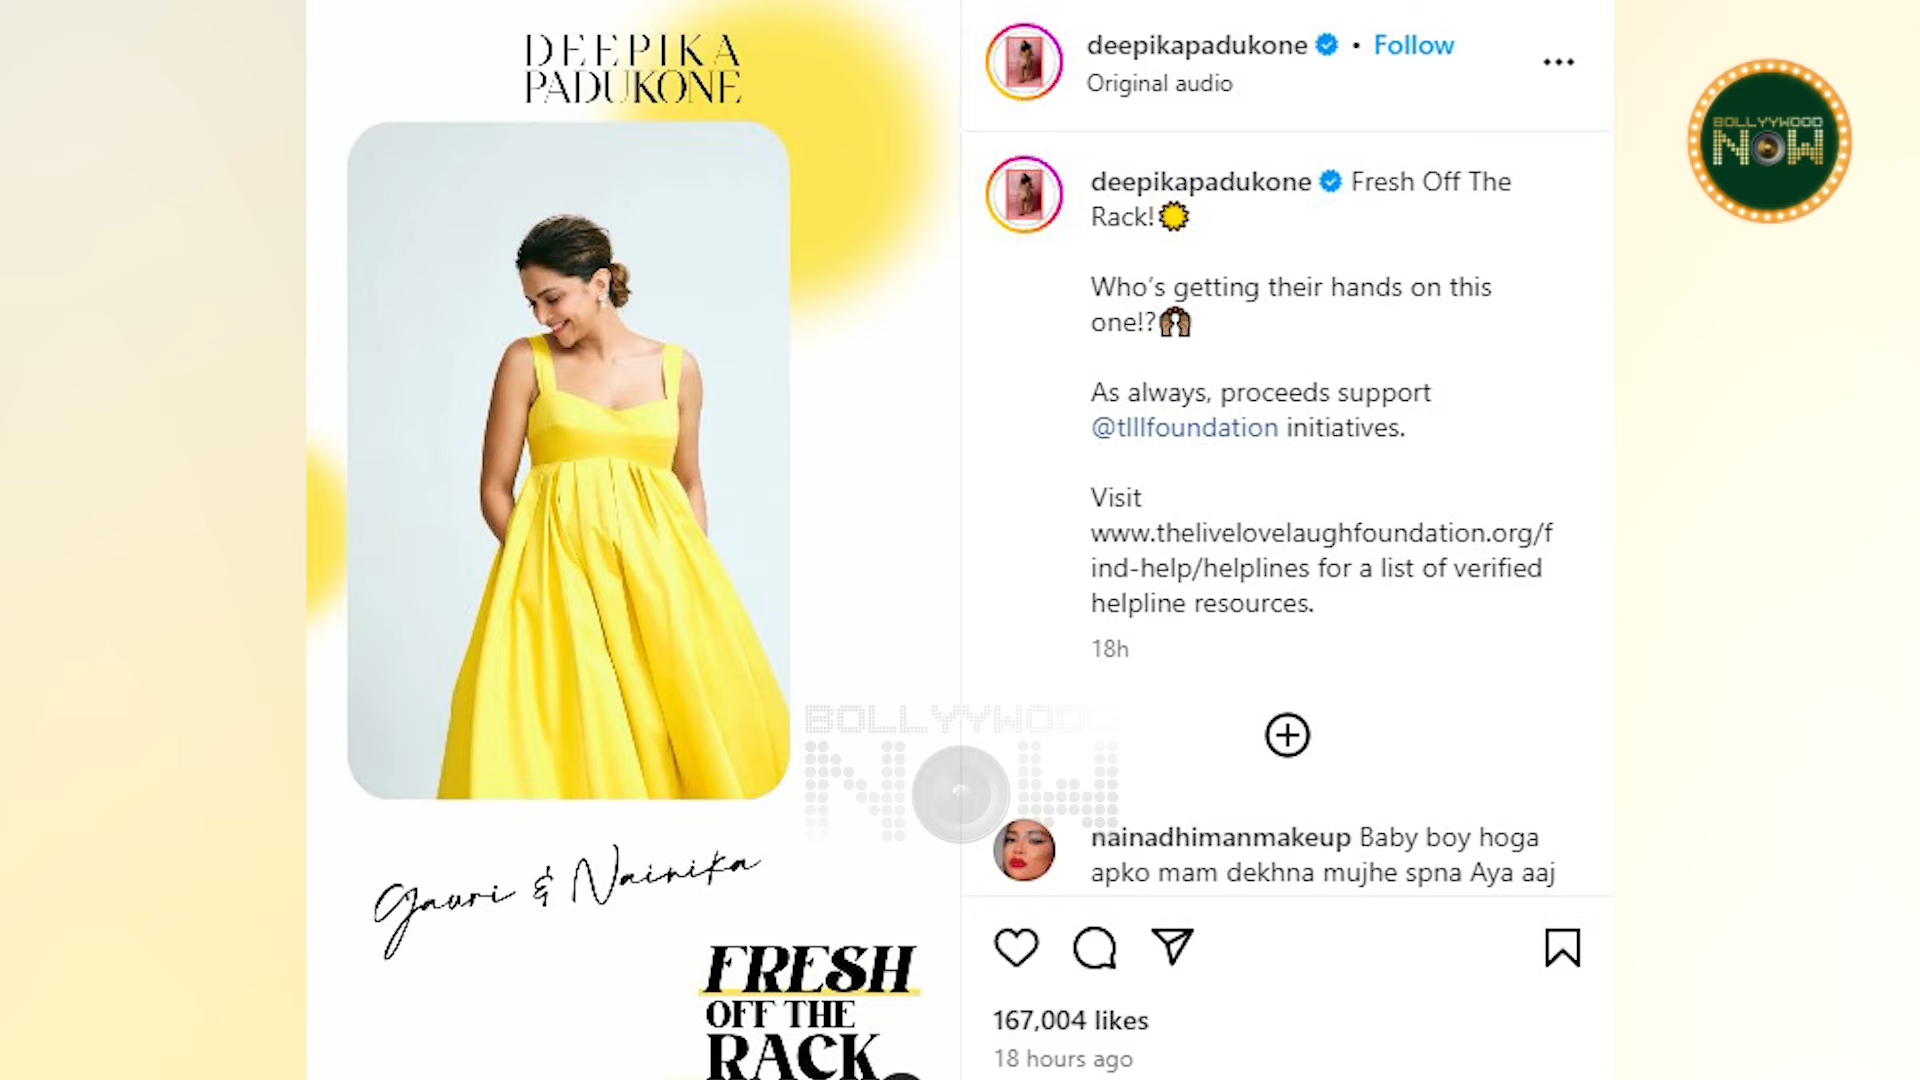 DEEPIKA
PADUKONE
Gauri & Nainika
FRESH
OFF THE
RACK
deepikapadukone • Follow
Original audio
deepikapadukone Fresh Off The
Rack!
Who's getting their hands on this
one!?
As always, proceeds support
@tlllfoundation initiatives.
Visit
www.thelivelovelaughfoundation.org/f
ind-help/helplines for a list of verified
helpline resources.
18h
nainadhimanmakeup Baby boy hoga
apko mam dekhna mujhe spna Aya aaj
167,004 likes
18 hours ago
BOLLYYWOOD
NOW
BOLLYYWOOD
NOW